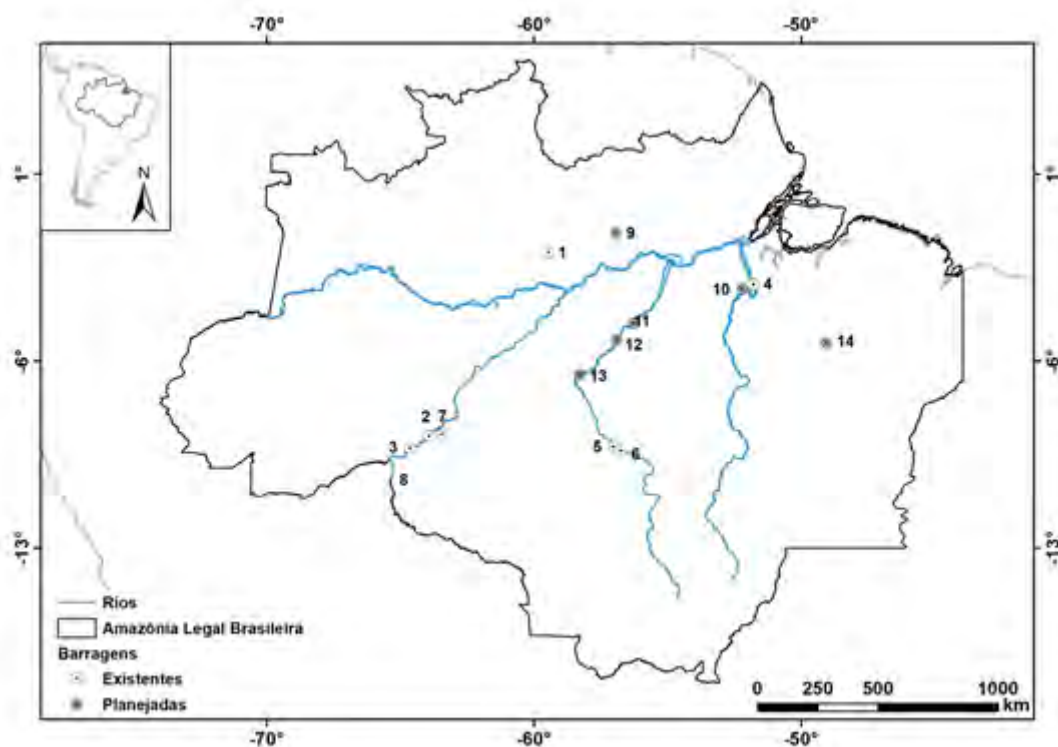 -70° -60° -50°
N
1° 1°
9
1
10 4
11
12 14
-6° -6°
13
2 7
3 5 6
8
-13° -13°
Rios
Amazônia Legal Brasileira
Barragens
Existentes
Planejadas
0 250 500 1000
km
-70° -60° -50°